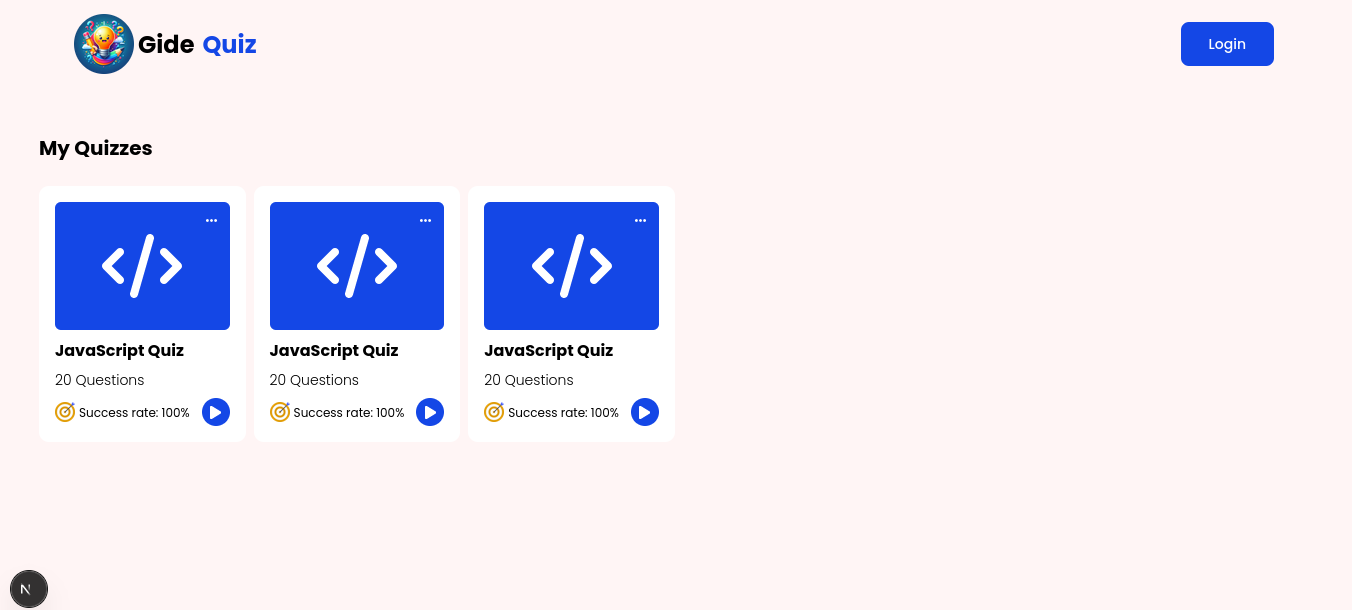 Gide Quiz
Login
My Quizzes
JavaScript Quiz
20 Questions
Success rate: 100%
JavaScript Quiz
20 Questions
Success rate: 100%
JavaScript Quiz
20 Questions
Success rate: 100%
N